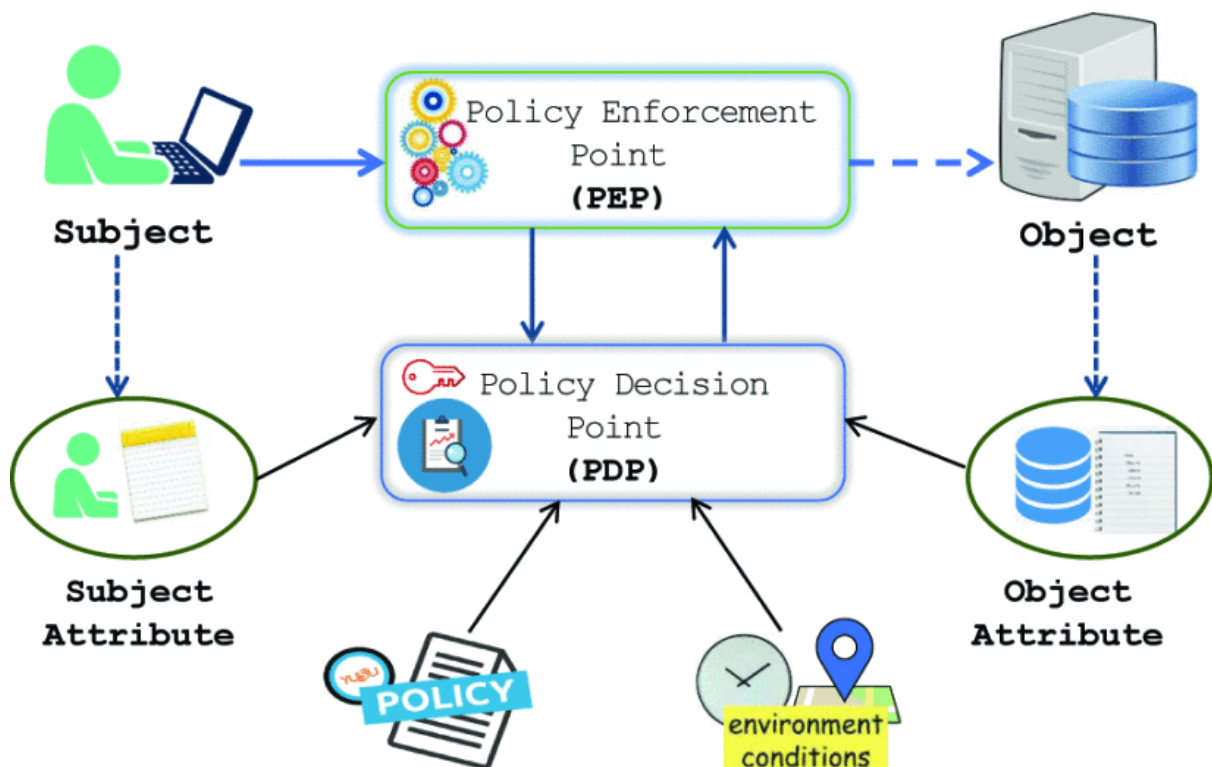 Policy Enforcement
Point
(PEP)
Subject
Object
Policy Decision
Point
(PDP)
Subject
Attribute
Object
Attribute
POLICY
environment
conditions